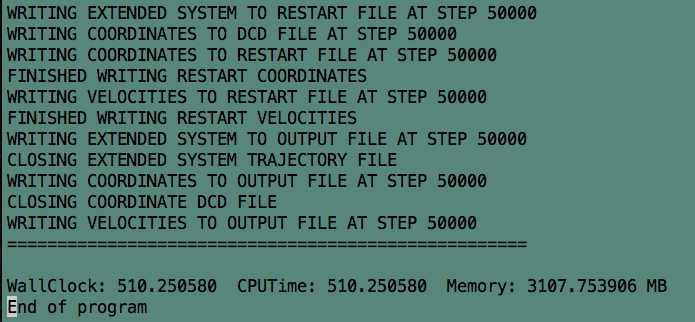 WRITING EXTENDED SYSTEM TO RESTART FILE AT STEP 50000
WRITING COORDINATES TO DCD FILE AT STEP 50000
WRITING COORDINATES TO RESTART FILE AT STEP 50000
FINISHED WRITING RESTART COORDINATES
WRITING VELOCITIES TO RESTART FILE AT STEP 50000
FINISHED WRITING RESTART VELOCITIES
WRITING EXTENDED SYSTEM TO OUTPUT FILE AT STEP 50000
CLOSING EXTENDED SYSTEM TRAJECTORY FILE
WRITING COORDINATES TO OUTPUT FILE AT STEP 50000
CLOSING COORDINATE DCD FILE
WRITING VELOCITIES TO OUTPUT FILE AT STEP 50000
====================================================
WallClock: 510.250580  CPUTime: 510.250580  Memory: 3107.753906 MB
End of program